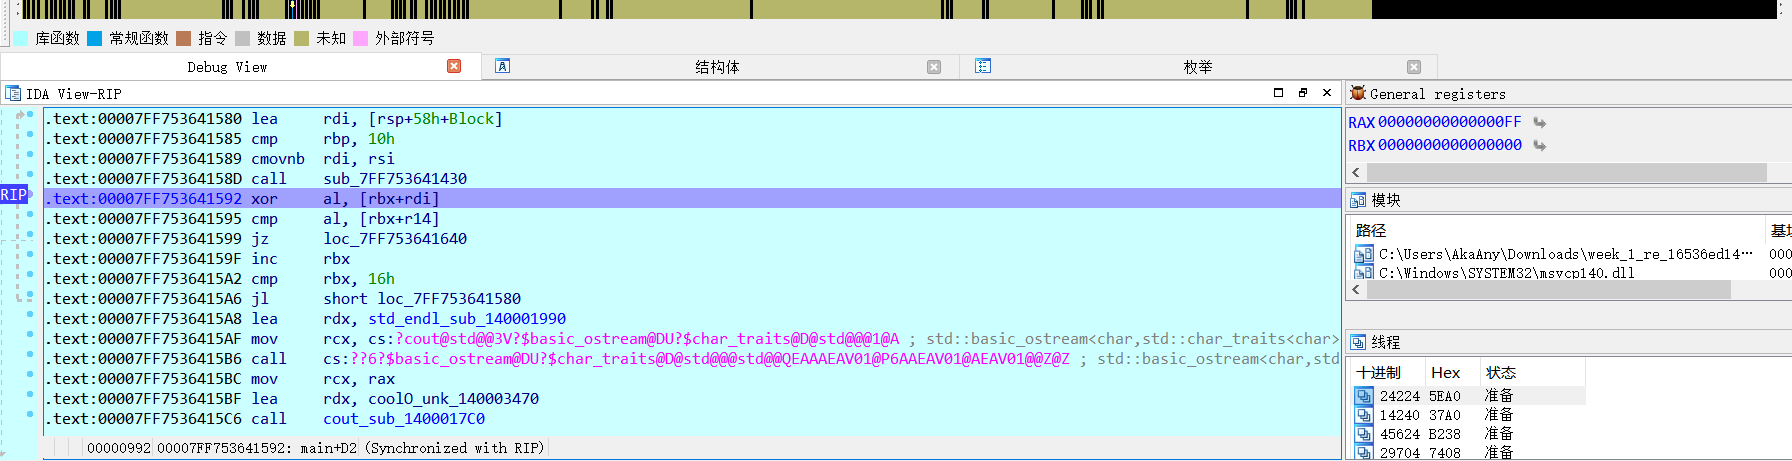 库函数 常规函数 指令 数据 未知 外部符号
Debug View 结构体 枚举
IDA View-RIP
.text:00007FF753641580 lea rdi, [rsp+58h+Block]
.text:00007FF753641585 cmp rbp, 10h
.text:00007FF753641589 cmovnb rdi, rsi
.text:00007FF75364158D call sub_7FF753641430
RIP .text:00007FF753641592 xor al, [rbx+rdi]
.text:00007FF753641595 cmp al, [rbx+r14]
.text:00007FF753641599 jz loc_7FF753641640
.text:00007FF75364159F inc rbx
.text:00007FF7536415A2 cmp rbx, 16h
.text:00007FF7536415A6 jl short loc_7FF753641580
.text:00007FF7536415A8 lea rdx, std_endl_sub_140001990
.text:00007FF7536415AF mov rcx, cs:?cout@std@@3V?$basic_ostream@DU?$char_traits@D@std@@@1@A ; std::basic_ostream<char,std::char_traits<char>
.text:00007FF7536415B6 call cs:??6?$basic_ostream@DU?$char_traits@D@std@@@std@@QEAAAEAV01@P6AAEAV01@AEAV01@@Z@Z ; std::basic_ostream<char,std
.text:00007FF7536415BC mov rcx, rax
.text:00007FF7536415BF lea rdx, coolO_unk_140003470
.text:00007FF7536415C6 call cout_sub_1400017C0
00000992 00007FF753641592: main+D2 (Synchronized with RIP)
General registers
RAX 00000000000000FF
RBX 0000000000000000
模块
路径 基址
C:\Users\AkaAny\Downloads\week_1_re_16536ed14… 000
C:\Windows\SYSTEM32\msvcp140.dll 000
线程
十进制 Hex 状态
24224 5EA0 准备
14240 37A0 准备
45624 B238 准备
29704 7408 准备